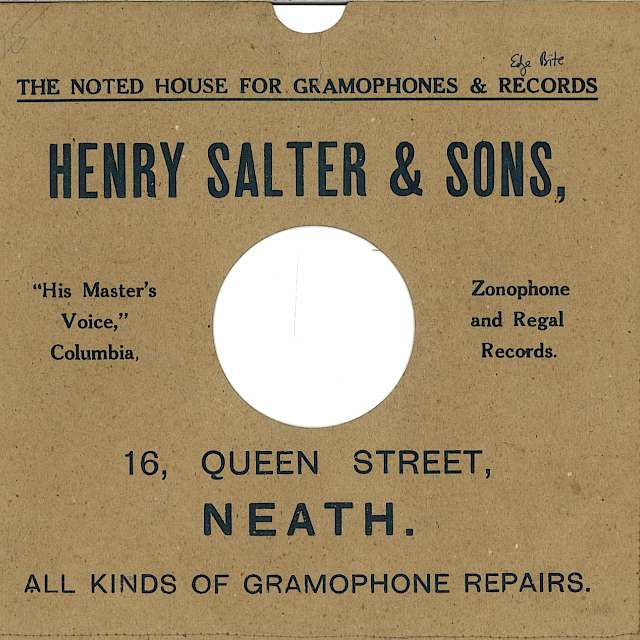 Edge Bite
THE NOTED HOUSE FOR GRAMOPHONES & RECORDS
HENRY SALTER & SONS,
"His Master's
Voice,"
Columbia,
Zonophone
and Regal
Records.
16, QUEEN STREET,
NEATH.
ALL KINDS OF GRAMOPHONE REPAIRS.